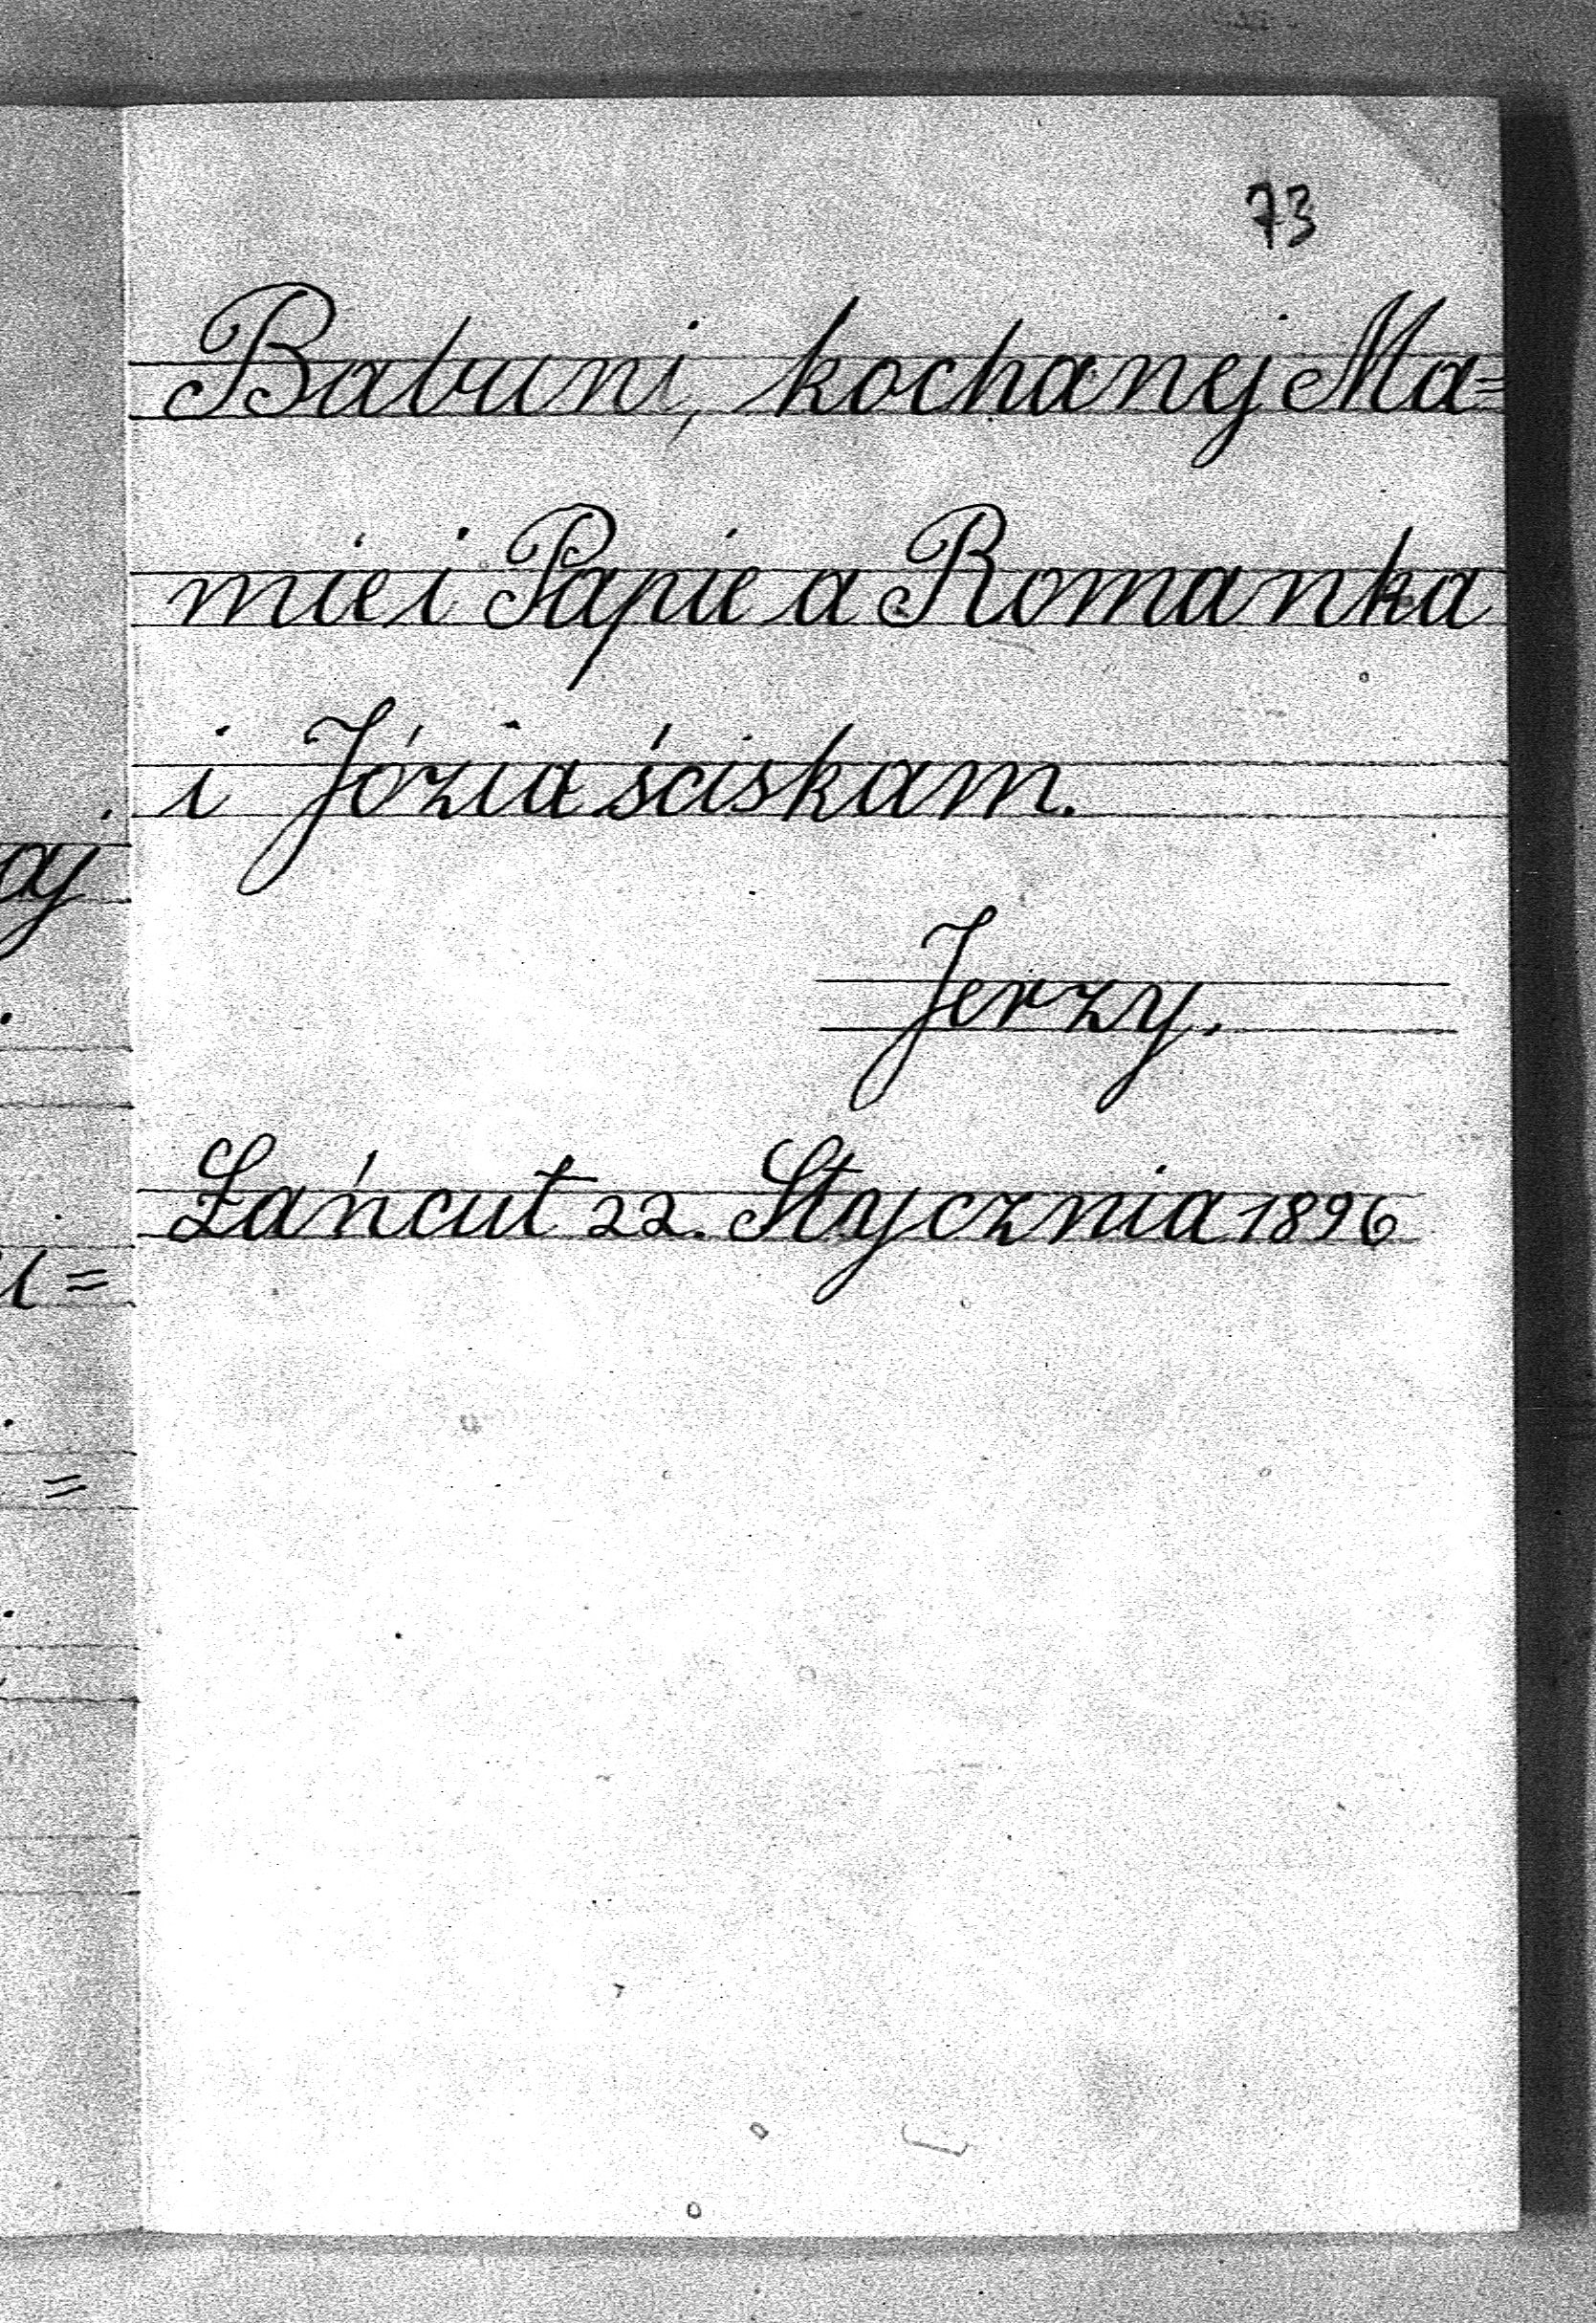 73
Babuni, kochanej Ma=
mie i Papie a Romanka
i Józia ściskam.
Jerzy.
Łańcut 22. Stycznia 1896